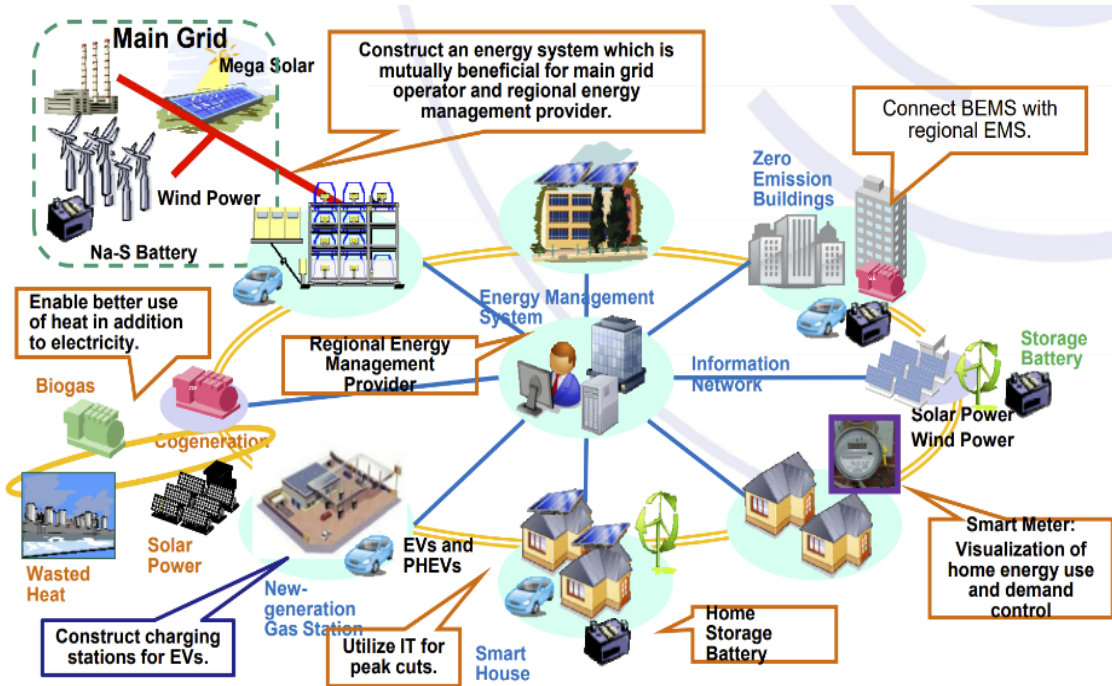 Main Grid
Mega Solar
Wind Power
Na-S Battery
Construct an energy system which is
mutually beneficial for main grid
operator and regional energy
management provider.
Connect BEMS with
regional EMS.
Zero
Emission
Buildings
Enable better use
of heat in addition
to electricity.
Energy Management
System
Regional Energy
Management
Provider
Information
Network
Storage
Battery
Biogas
Cogeneration
Solar Power
Wind Power
Wasted
Heat
Solar
Power
EVs and
PHEVs
New-
generation
Gas Station
Construct charging
stations for EVs.
Utilize IT for
peak cuts.
Smart
House
Home
Storage
Battery
Smart Meter:
Visualization of
home energy use
and demand
control